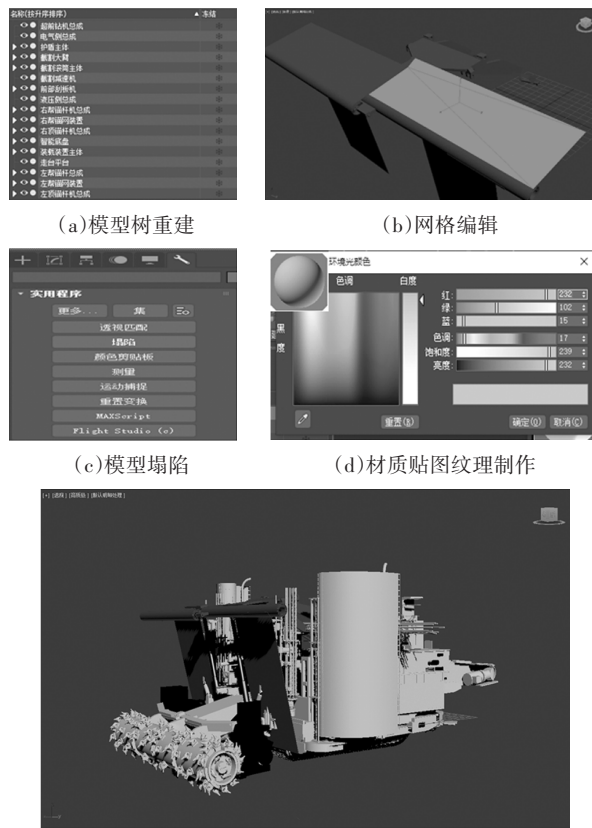 名称(按升序排序) ▲ 冻结
超前钻机总成
电气侧总成
护盾主体
截割大臂
截割滚筒主体
截割减速机
前部刮板机
液压侧总成
右帮锚杆机总成
右帮锚网装置
右顶锚杆机总成
智能底盘
装载装置主体
走台平台
左帮锚杆总成
左帮锚网装置
左顶锚杆机总成
(a)模型树重建
(b)网格编辑
实用程序
更多... 集
透视匹配
塌陷
颜色剪贴板
测量
运动捕捉
重置变换
MAXScript
Flight Studio (c)
(c)模型塌陷
环境光颜色 ×
色调 白度
黑度
红: 232
绿: 102
蓝: 15
色调: 17
饱和度: 239
亮度: 232
重置(R) 确定(O) 取消(C)
(d)材质贴图纹理制作